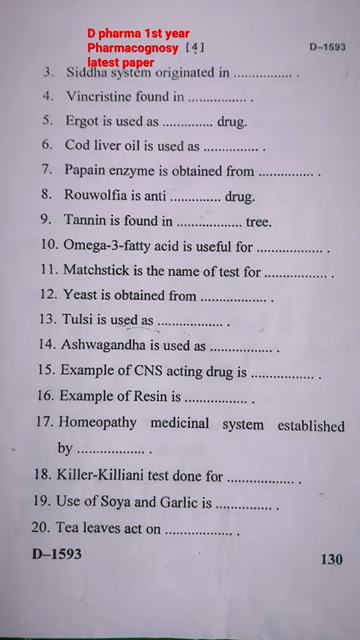 D pharma 1st year
Pharmacognosy [4] D–1593
latest paper
3. Siddha system originated in ................ .
4. Vincristine found in ............... .
5. Ergot is used as ............. drug.
6. Cod liver oil is used as .............. .
7. Papain enzyme is obtained from .............. .
8. Rouwolfia is anti ............. drug.
9. Tannin is found in ................. tree.
10. Omega-3-fatty acid is useful for ................. .
11. Matchstick is the name of test for ................ .
12. Yeast is obtained from ................. .
13. Tulsi is used as ................. .
14. Ashwagandha is used as ................ .
15. Example of CNS acting drug is ................ .
16. Example of Resin is ................ .
17. Homeopathy medicinal system established
by ................. .
18. Killer-Killiani test done for ................. .
19. Use of Soya and Garlic is .............. .
20. Tea leaves act on ................. .
D–1593 130